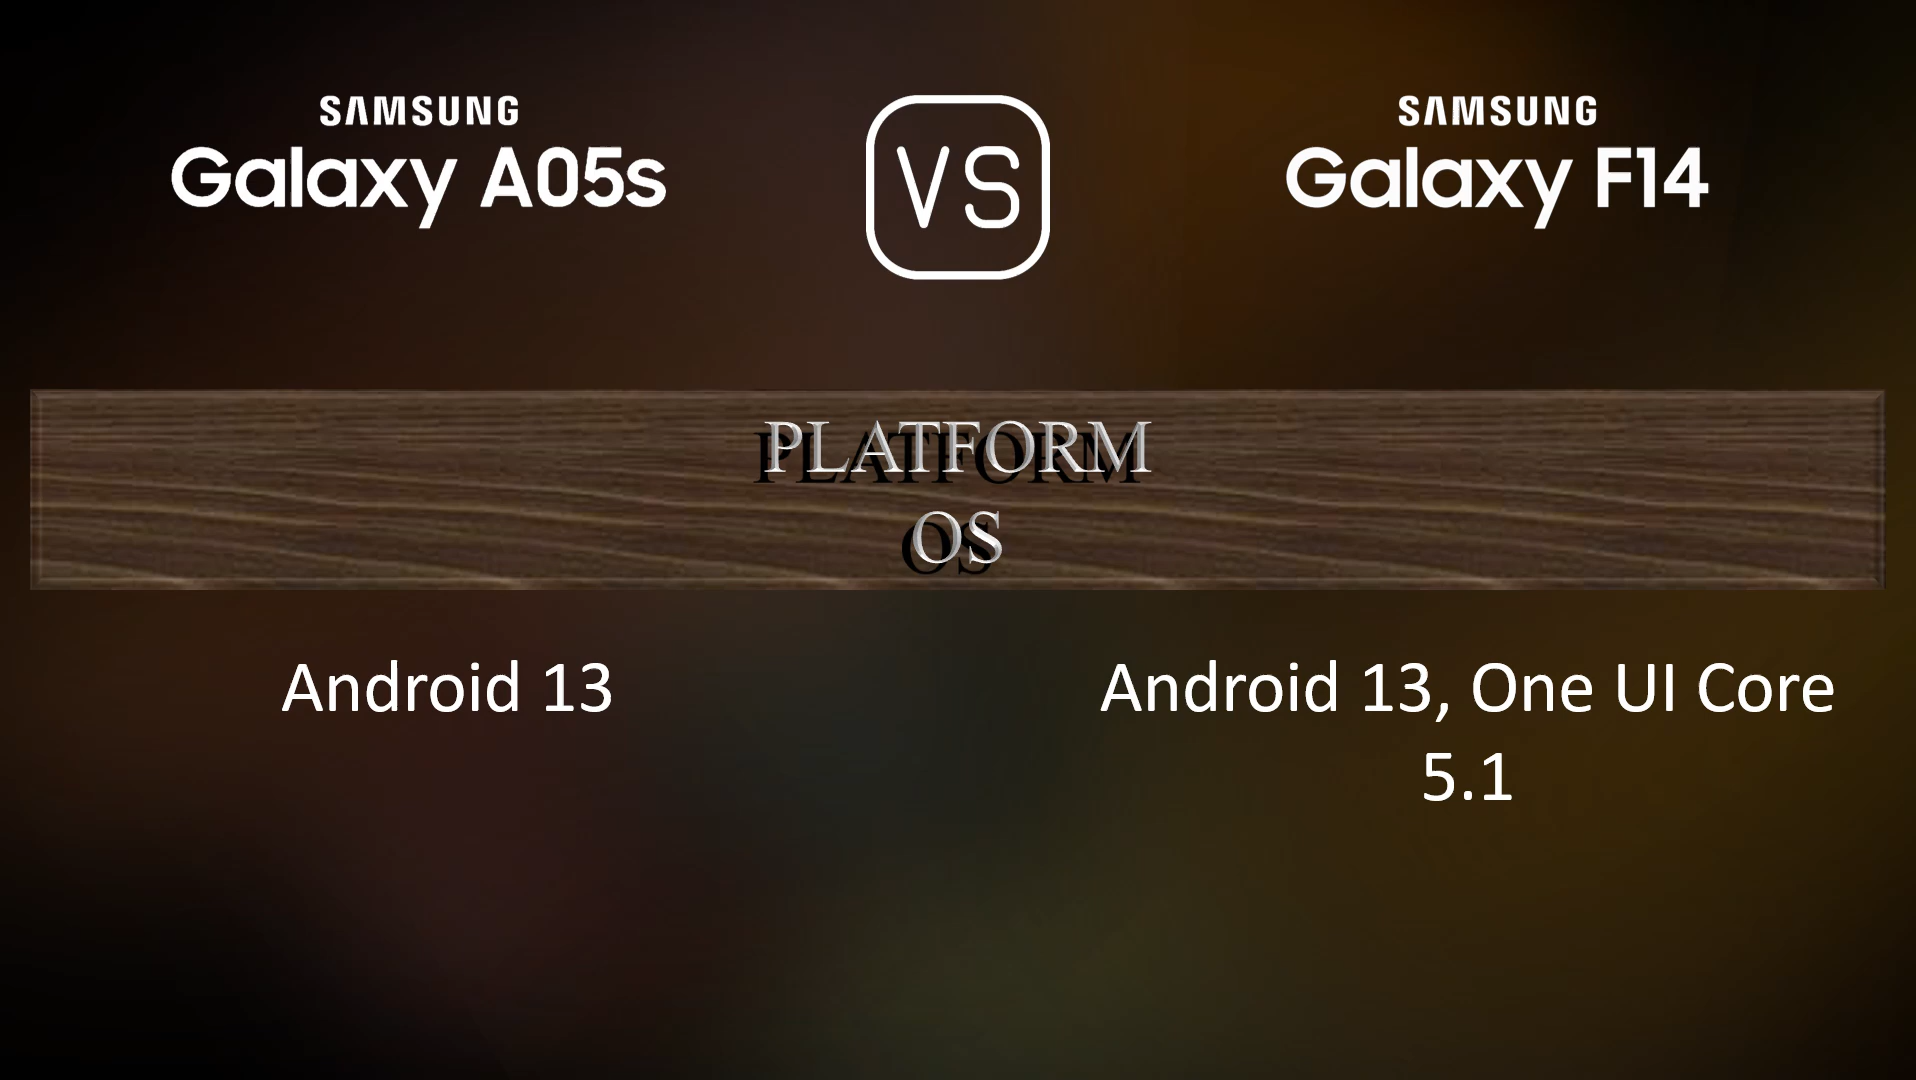 SAMSUNG
Galaxy A05s
VS
SAMSUNG
Galaxy F14
PLATFORM
OS
Android 13
Android 13, One UI Core
5.1